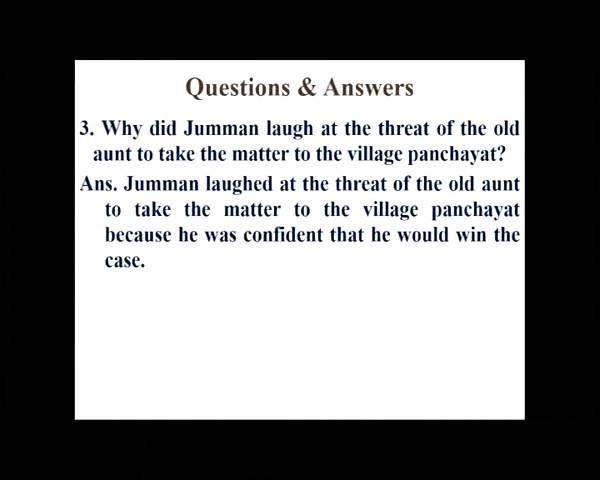 Questions & Answers
3. Why did Jumman laugh at the threat of the old
aunt to take the matter to the village panchayat?
Ans. Jumman laughed at the threat of the old aunt
to take the matter to the village panchayat
because he was confident that he would win the
case.